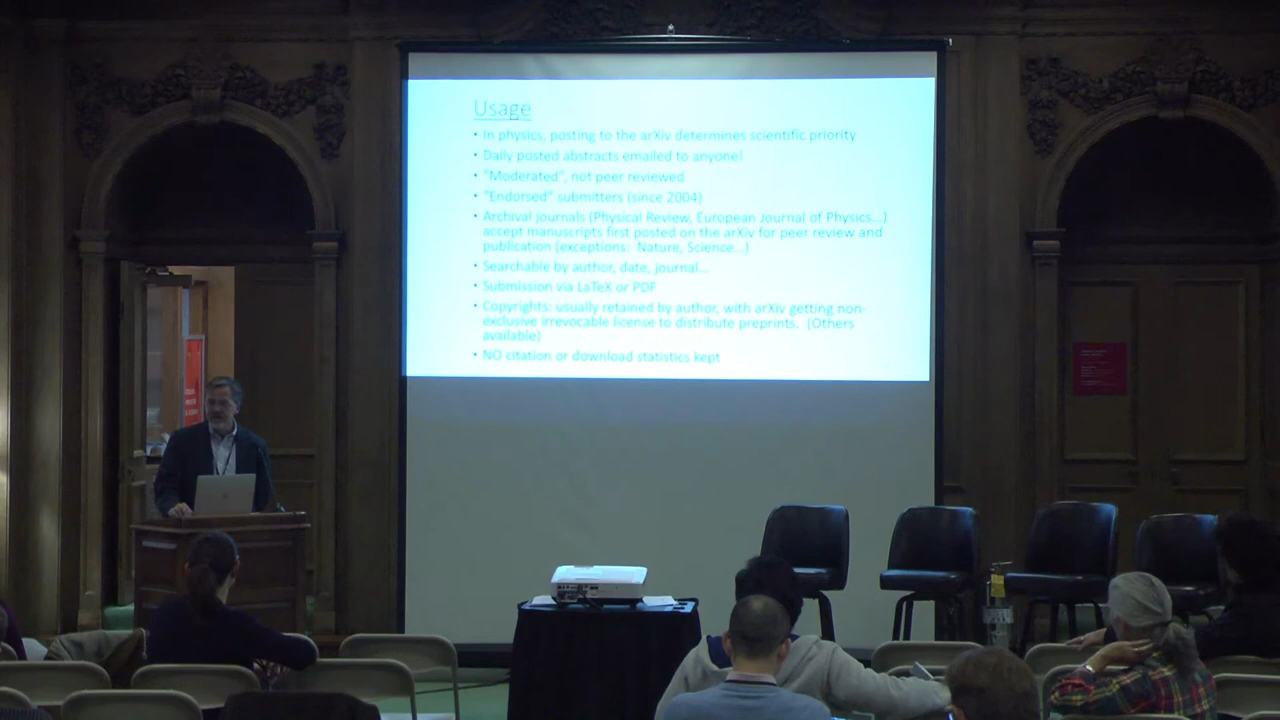 Usage
• In physics, posting to the arXiv determines scientific priority
• Daily posted abstracts emailed to anyone!
• "Moderated", not peer reviewed
• "Endorsed" submitters (since 2004)
• Archival journals (Physical Review, European Journal of Physics...)
accept manuscripts first posted on the arXiv for peer review and
publication (exceptions: Nature, Science...)
• Searchable by author, date, journal...
• Submission via LaTeX or PDF
• Copyrights: usually retained by author, with arXiv getting non-
exclusive irrevocable license to distribute preprints. (Others
available)
• NO citation or download statistics kept